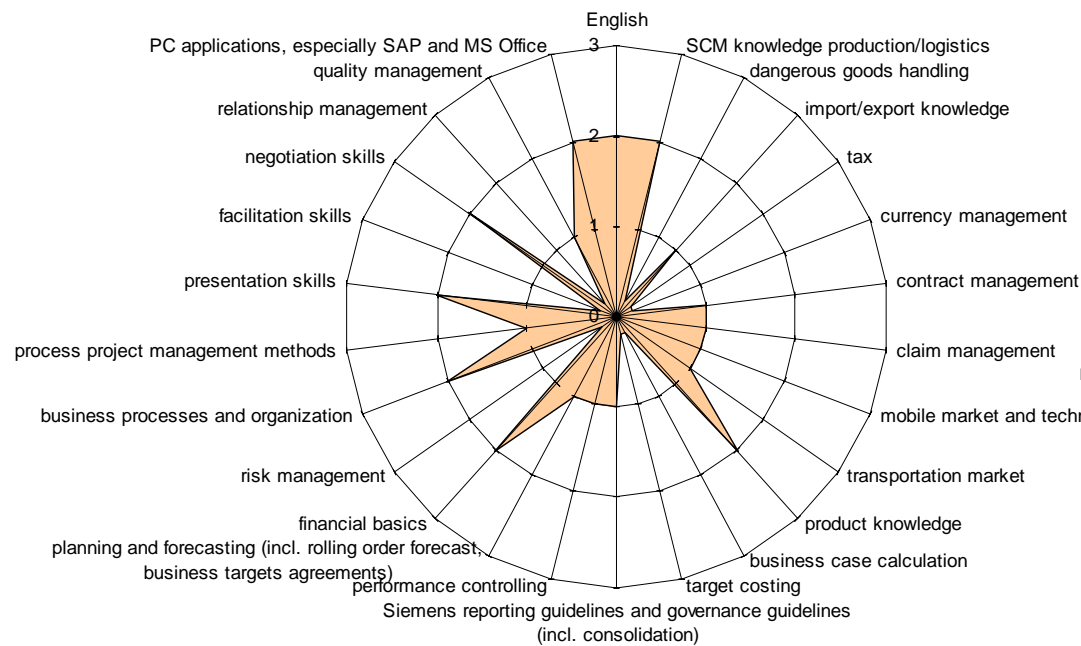 English
PC applications, especially SAP and MS Office
3
SCM knowledge production/logistics
quality management
dangerous goods handling
relationship management
import/export knowledge
2
negotiation skills
tax
facilitation skills
currency management
1
presentation skills
contract management
0
process project management methods
claim management
business processes and organization
mobile market and
risk management
transportation market
financial basics
product knowledge
planning and forecasting (incl. rolling order forecast,
business targets agreements)
business case calculation
performance controlling
target costing
Siemens reporting guidelines and governance guidelines
(incl. consolidation)